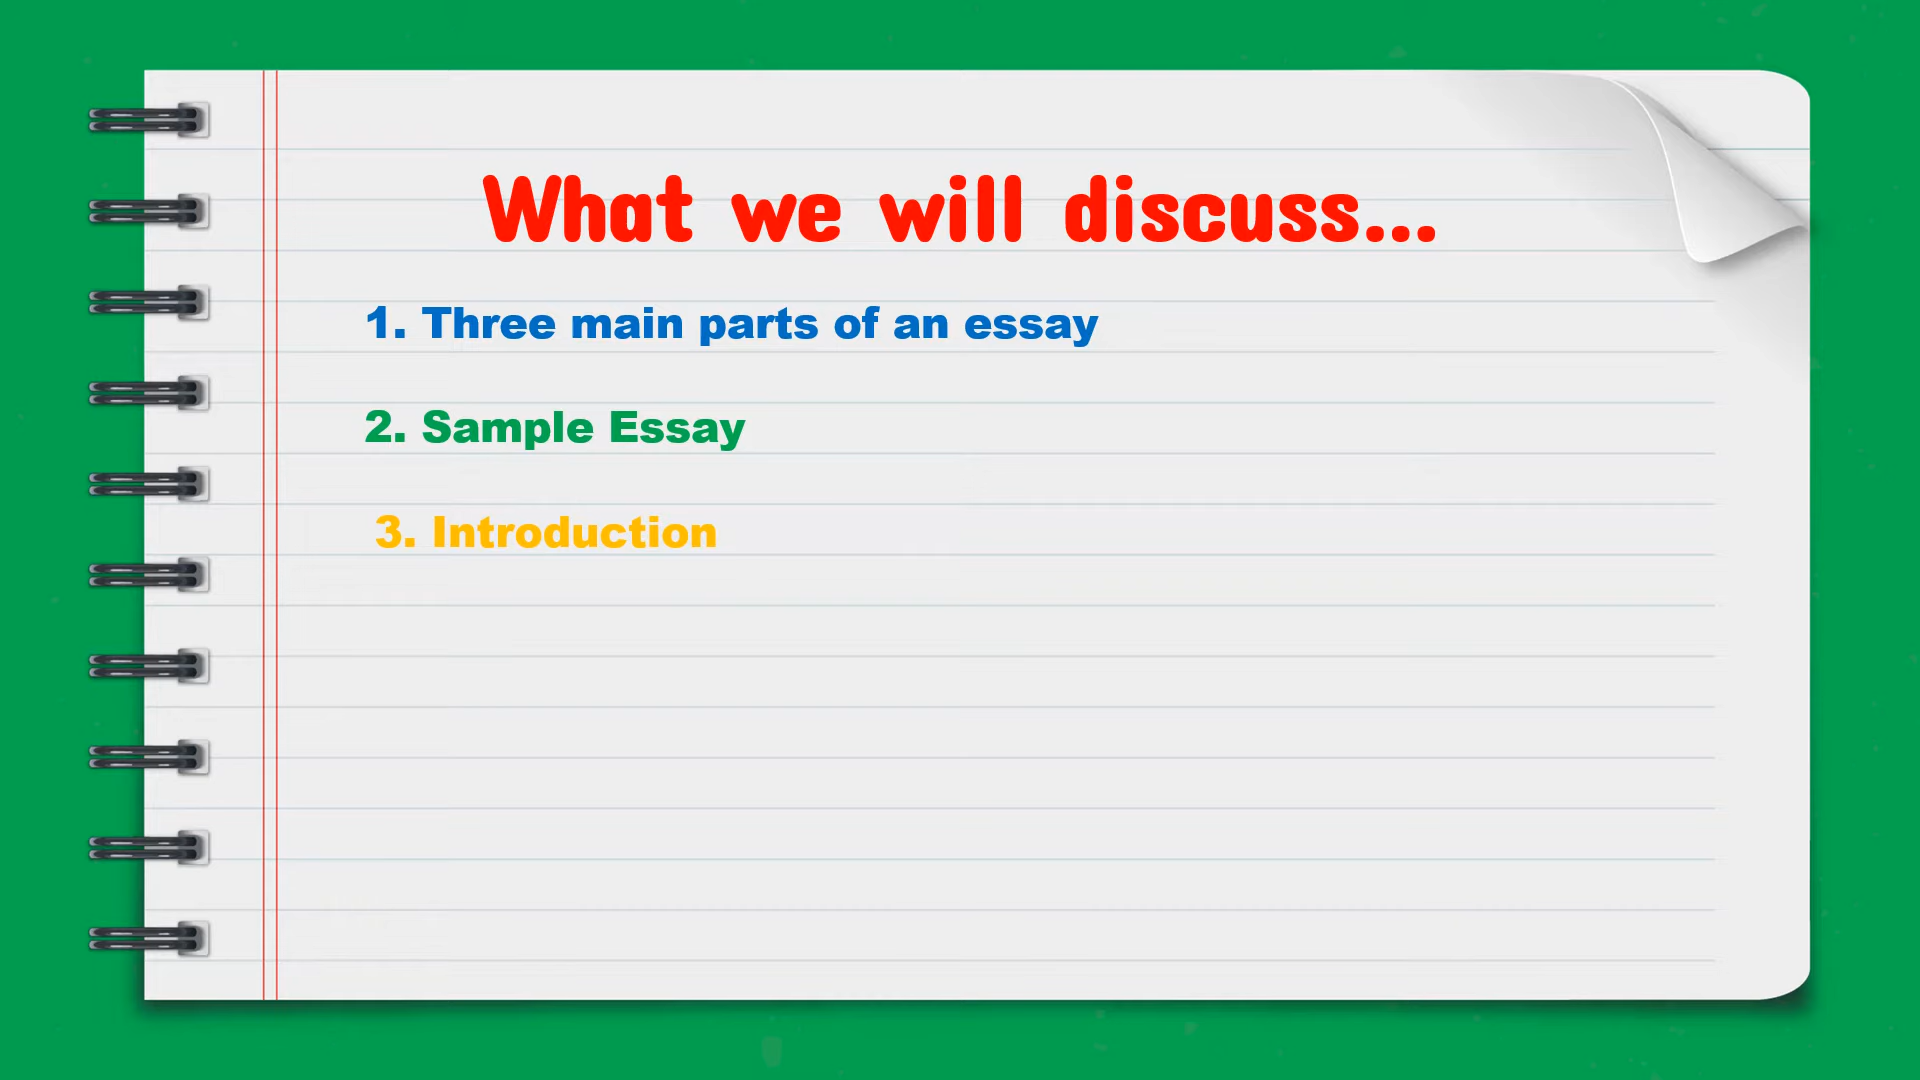 What we will discuss...
1. Three main parts of an essay
2. Sample Essay
3. Introduction